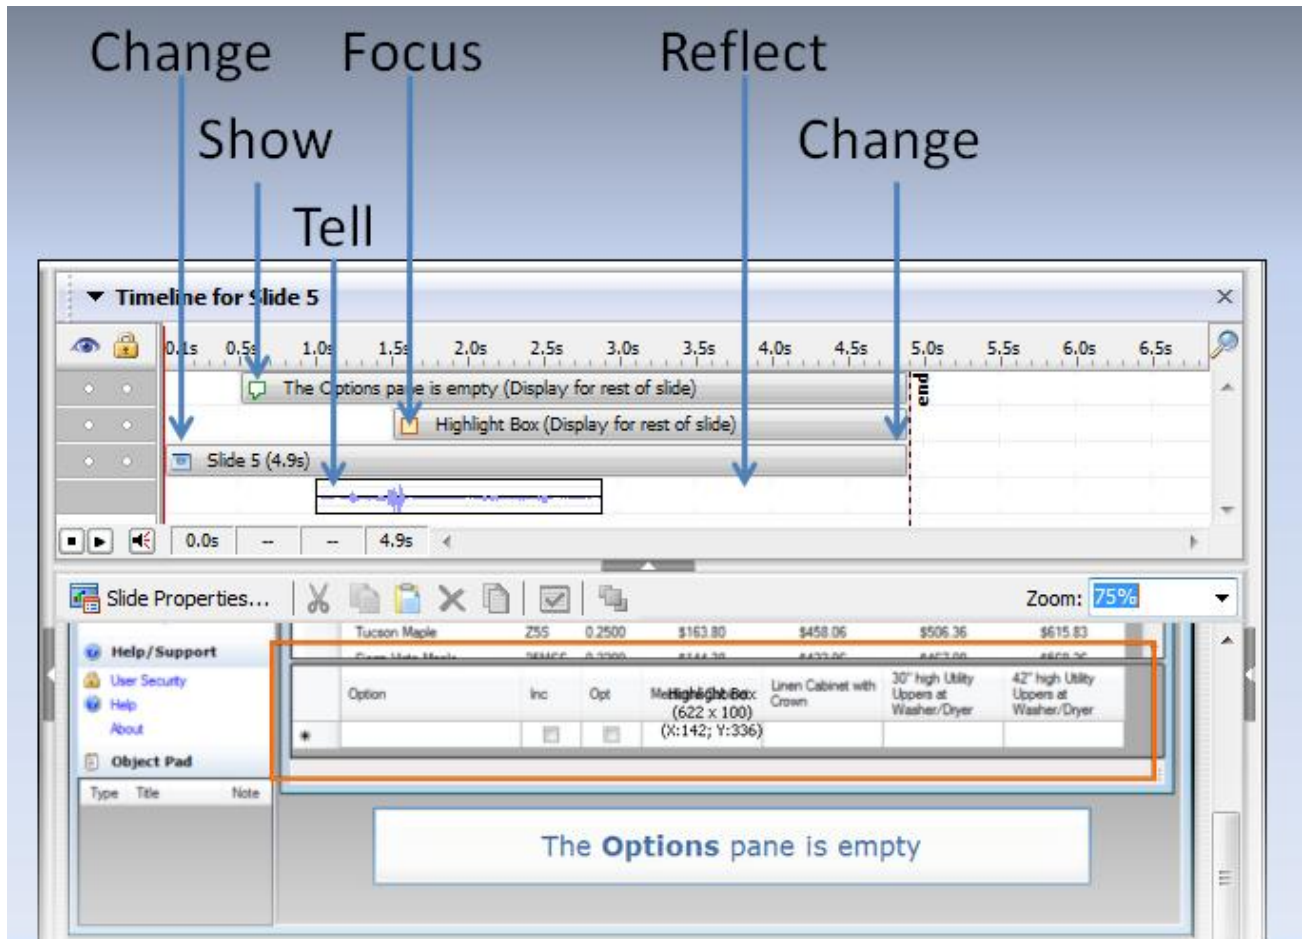 Change Focus Reflect
Show Change
Tell
Timeline for Slide 5
0.1s 0.5s 1.0s 1.5s 2.0s 2.5s 3.0s 3.5s 4.0s 4.5s 5.0s 5.5s 6.0s 6.5s
The Options pane is empty (Display for rest of slide)
end
Highlight Box (Display for rest of slide)
Slide 5 (4.9s)
0.0s -- -- 4.9s
Slide Properties... Zoom: 75%
Tucson Maple Z5S 0.2500 $163.80 $458.06 $506.36 $615.83
Help/Support
User Security
Help
About
Object Pad
Type Title Note
Option Inc Opt Linen Cabinet with Crown 30" high Utility Uppers at Washer/Dryer 42" high Utility Uppers at Washer/Dryer
Highlight Box
(622 x 100)
(X:142; Y:336)
The Options pane is empty